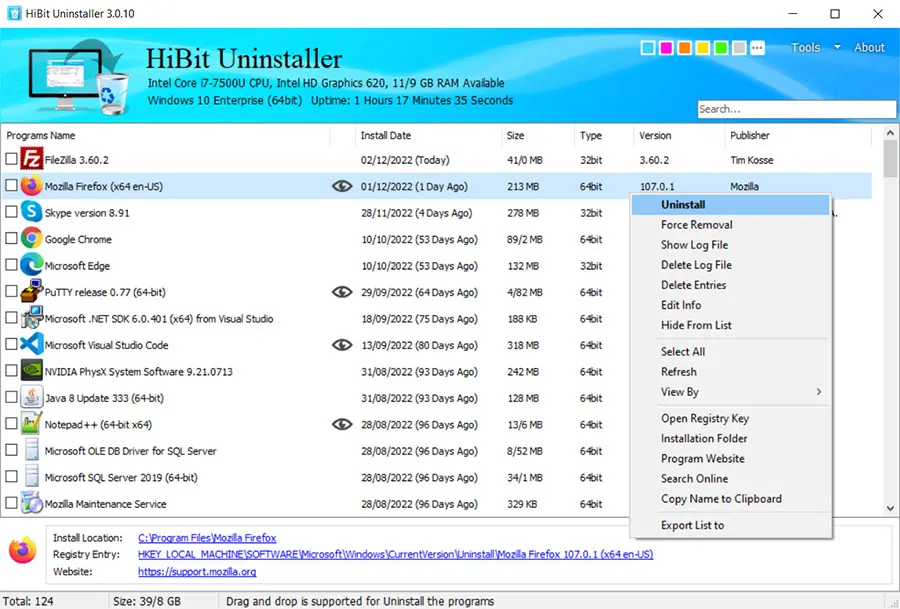 HiBit Uninstaller 3.0.10
HiBit Uninstaller
Intel Core i7-7500U CPU, Intel HD Graphics 620, 11/9 GB RAM Available
Windows 10 Enterprise (64bit) Uptime: 1 Hours 17 Minutes 35 Seconds
Tools About
Search...
Programs Name Install Date Size Type Version Publisher
FileZilla 3.60.2 02/12/2022 (Today) 41/0 MB 32bit 3.60.2 Tim Kosse
Mozilla Firefox (x64 en-US) 01/12/2022 (1 Day Ago) 213 MB 64bit 107.0.1 Mozilla
Skype version 8.91 28/11/2022 (4 Days Ago) 278 MB 32bit
Google Chrome 10/10/2022 (53 Days Ago) 89/2 MB 32bit
Microsoft Edge 10/10/2022 (53 Days Ago) 132 MB 32bit
PuTTY release 0.77 (64-bit) 29/09/2022 (64 Days Ago) 4/82 MB 64bit
Microsoft .NET SDK 6.0.401 (x64) from Visual Studio 18/09/2022 (75 Days Ago) 188 KB 64bit
Microsoft Visual Studio Code 13/09/2022 (80 Days Ago) 318 MB 64bit
NVIDIA PhysX System Software 9.21.0713 31/08/2022 (93 Days Ago) 242 MB 64bit
Java 8 Update 333 (64-bit) 31/08/2022 (93 Days Ago) 128 MB 64bit
Notepad++ (64-bit x64) 28/08/2022 (96 Days Ago) 13/6 MB 64bit
Microsoft OLE DB Driver for SQL Server 28/08/2022 (96 Days Ago) 8/52 MB 64bit
Microsoft SQL Server 2019 (64-bit) 28/08/2022 (96 Days Ago) 34/1 MB 64bit
Mozilla Maintenance Service 28/08/2022 (96 Days Ago) 329 KB 64bit
Uninstall
Force Removal
Show Log File
Delete Log File
Delete Entries
Edit Info
Hide From List
Select All
Refresh
View By
Open Registry Key
Installation Folder
Program Website
Search Online
Copy Name to Clipboard
Export List to
Install Location: C:\Program Files\Mozilla Firefox
Registry Entry: HKEY_LOCAL_MACHINE\SOFTWARE\Microsoft\Windows\CurrentVersion\Uninstall\Mozilla Firefox 107.0.1 (x64 en-US)
Website: https://support.mozilla.org
Total: 124 Size: 39/8 GB Drag and drop is supported for Uninstall the programs